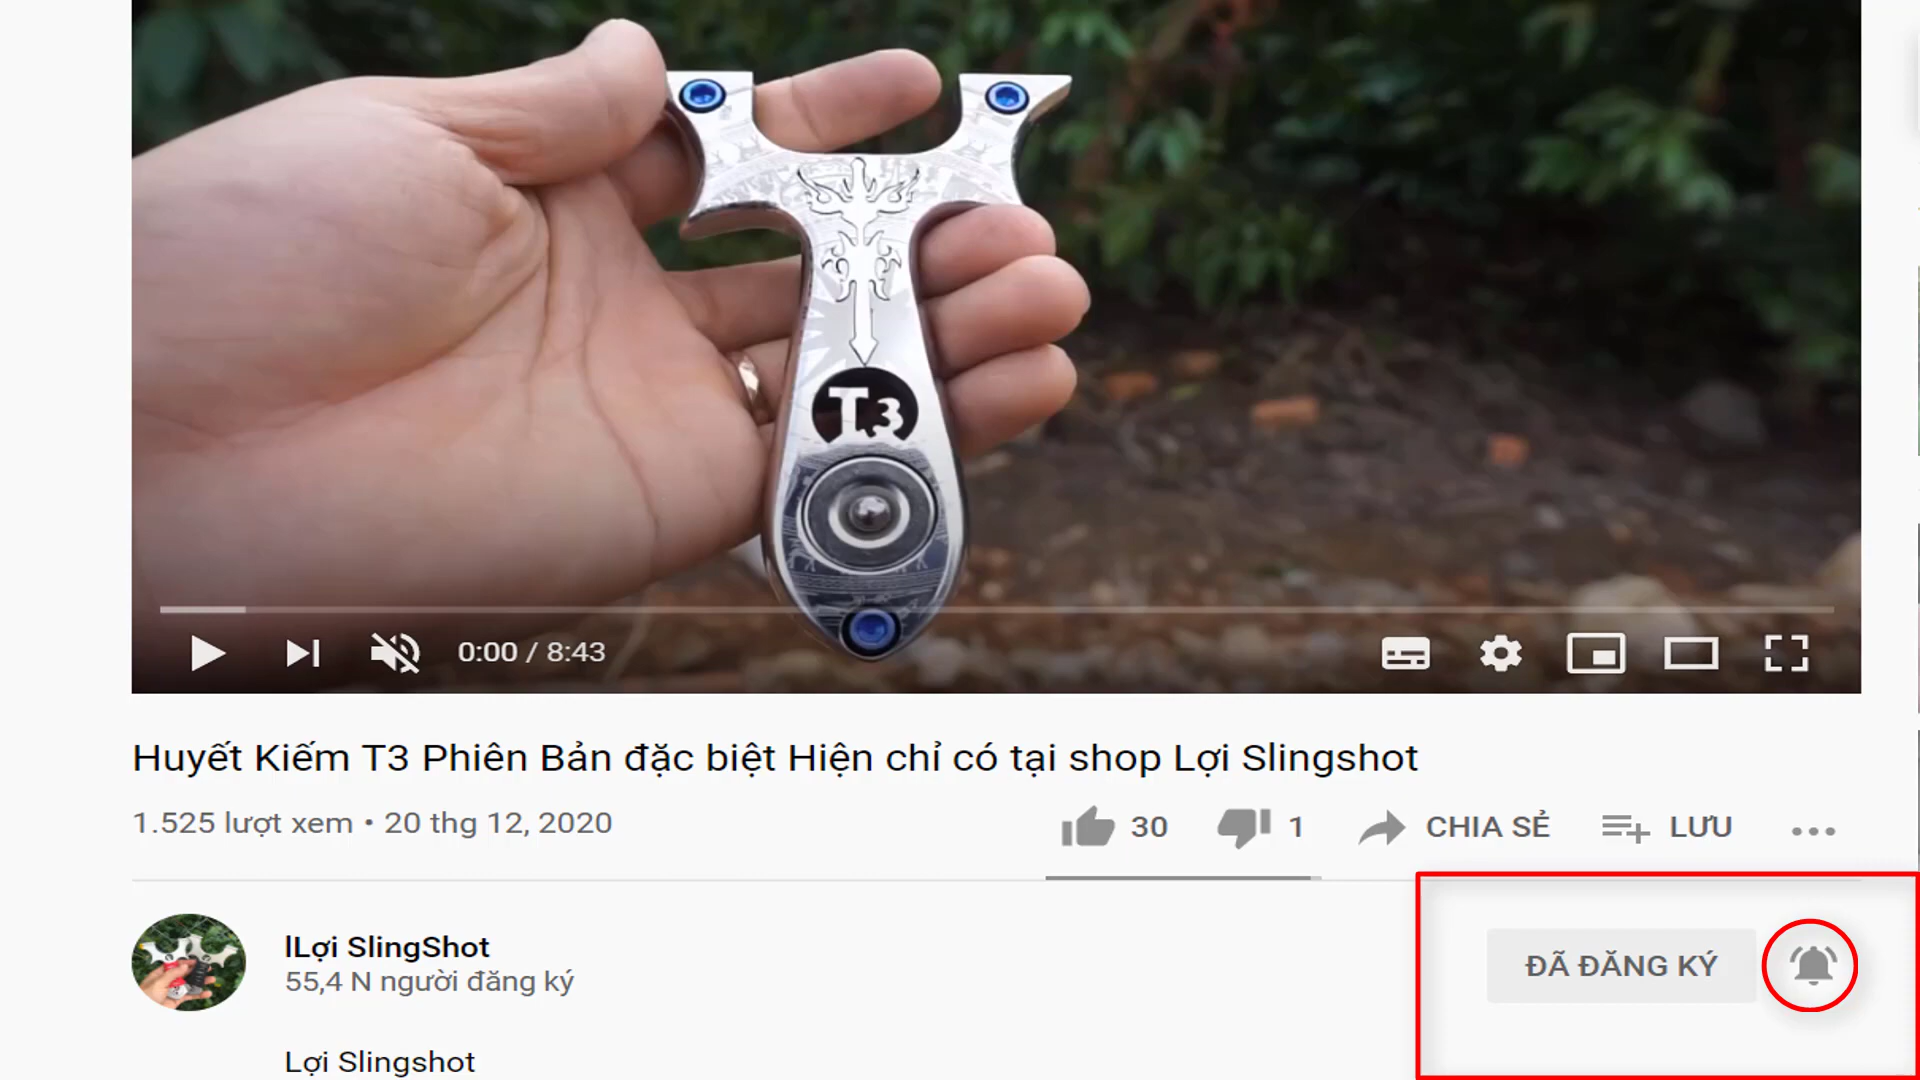 T3
0:00 / 8:43
Huyết Kiếm T3 Phiên Bản đặc biệt Hiện chỉ có tại shop Lợi Slingshot
1.525 lượt xem • 20 thg 12, 2020
30
1
CHIA SẺ
LƯU
lLợi SlingShot
55,4 N người đăng ký
ĐÃ ĐĂNG KÝ
Lợi Slingshot